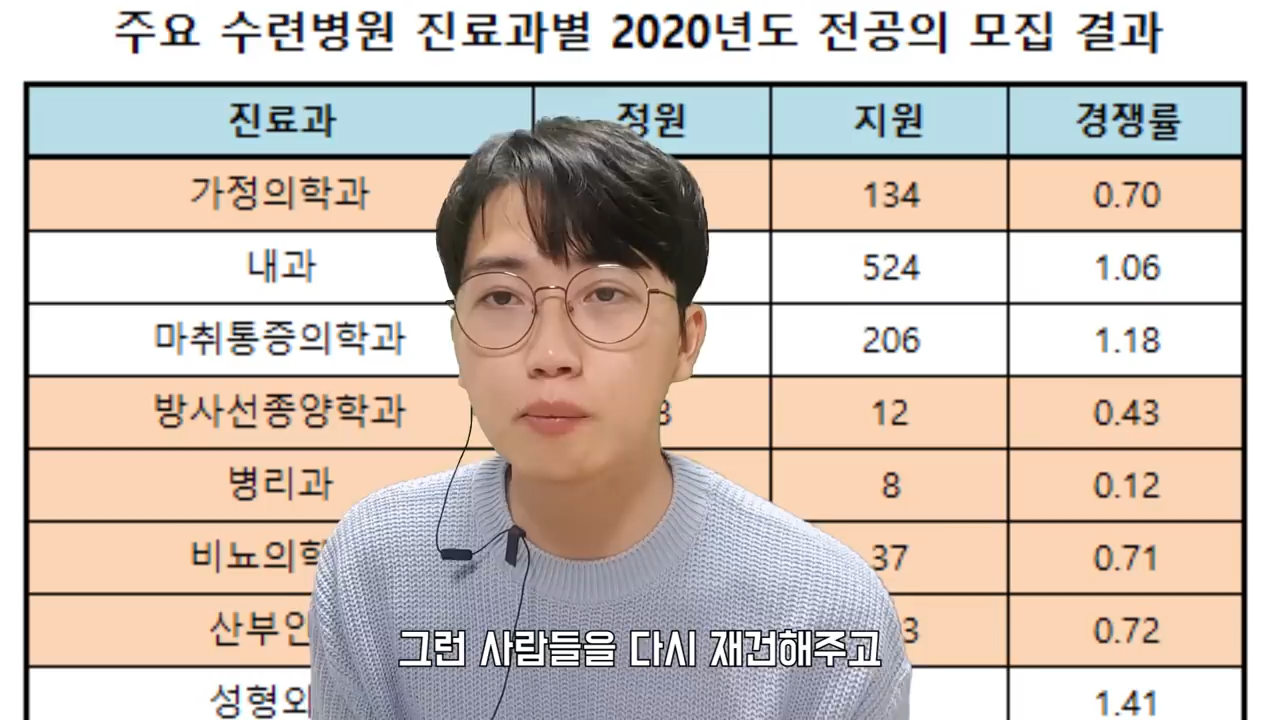 주요 수련병원 진료과별 2020년도 전공의 모집 결과
진료과 정원 지원 경쟁률
가정의학과 134 0.70
내과 524 1.06
마취통증의학과 206 1.18
방사선종양학과 12 0.43
병리과 8 0.12
37 0.71
0.72
1.41
그런 사람들을 다시 재건해주고